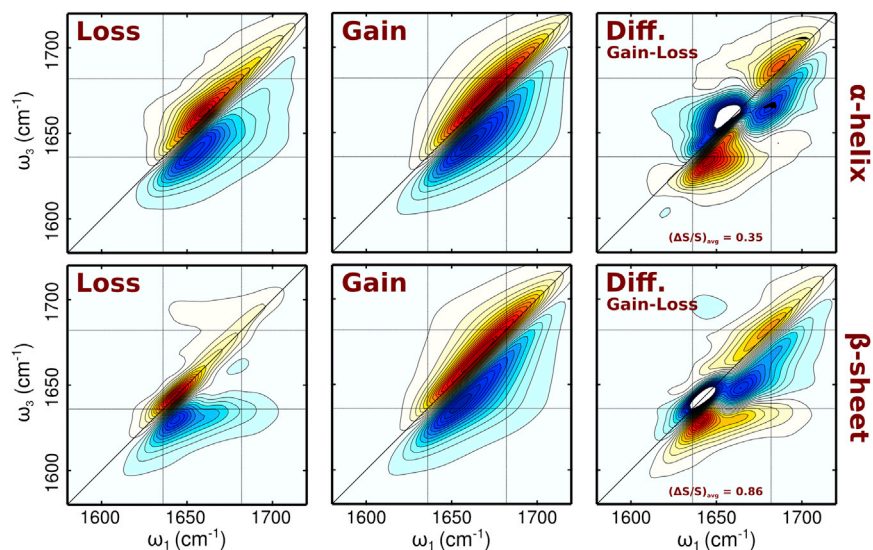 Loss
Gain
Diff.
Gain-Loss
α-helix
1700
1650
1600
ω3 (cm-1)
(ΔS/S)avg = 0.35
Loss
Gain
Diff.
Gain-Loss
β-sheet
1700
1650
1600
ω3 (cm-1)
(ΔS/S)avg = 0.86
1600 1650 1700
1600 1650 1700
1600 1650 1700
ω1 (cm-1)
ω1 (cm-1)
ω1 (cm-1)